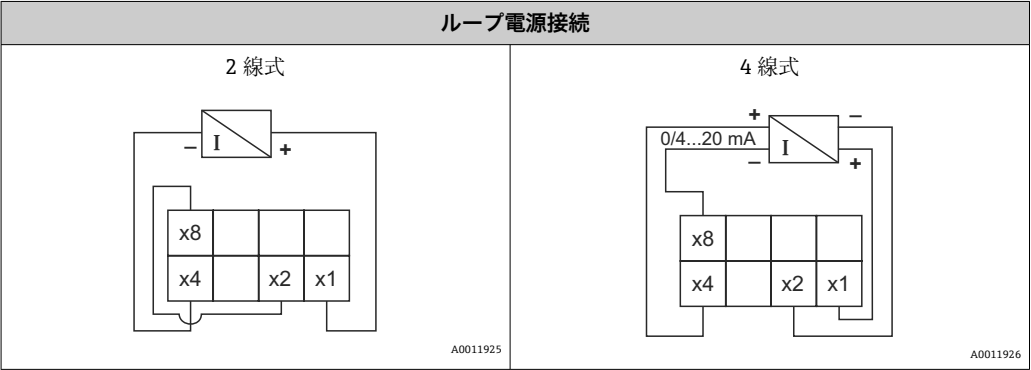 ループ電源接続
2 線式
I
– +
x8
x4 x2 x1
A0011925
4 線式
+ –
0/4...20 mA
I
– +
x8
x4 x2 x1
A0011926